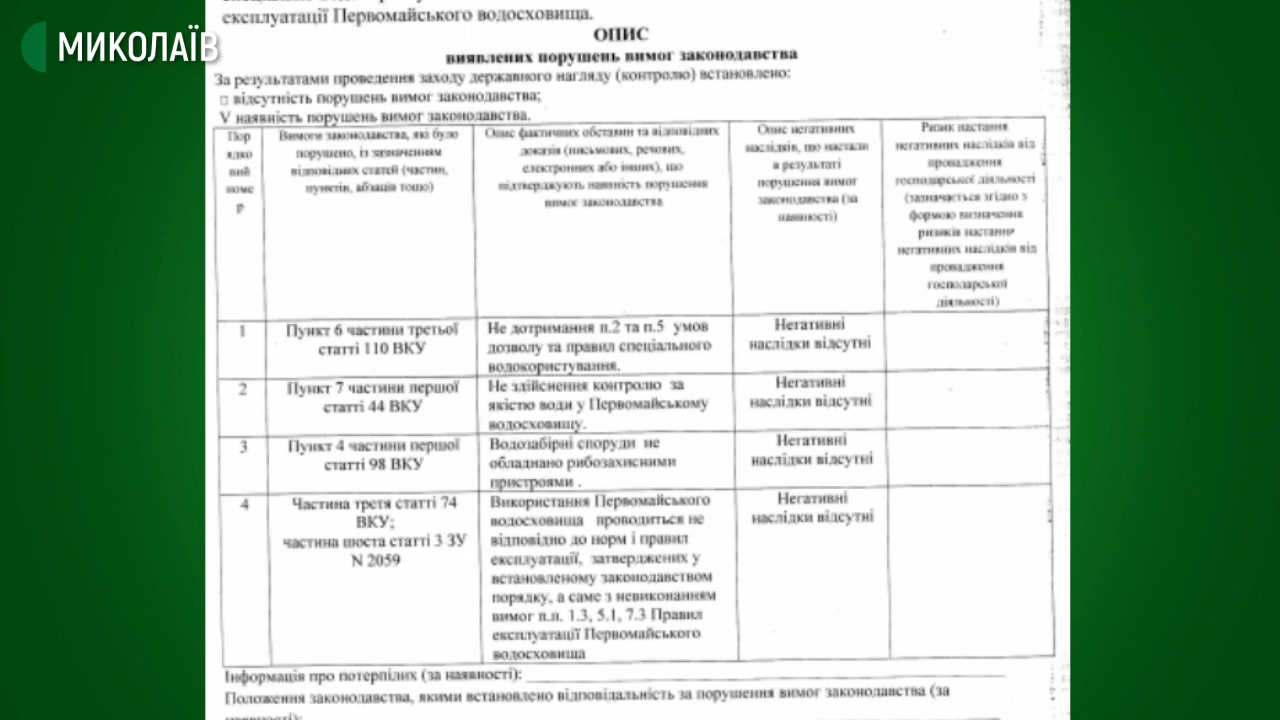 експлуатації Первомайського водосховища.
МИКОЛАЇВ
ОПИС
виявлених порушень вимог законодавства
За результатами проведення заходу державного нагляду (контролю) встановлено:
□ відсутність порушень вимог законодавства;
V наявність порушень вимог законодавства.
Пор
ядко
вий
номе
р
Вимоги законодавства, які було
порушено, із зазначенням
відповідних статей (частин,
пунктів, абзаців тощо)
Опис фактичних обставин та відповідних
доказів (письмових, речових,
електронних або інших), що
підтверджують наявність порушення
вимог законодавства
Опис негативних
наслідків, що настали
в результаті
порушення вимог
законодавства (за
наявності)
Ризик настання
негативних наслідків від
провадження
господарської діяльності
(зазначається згідно з
формою визначення
ризиків настання
негативних наслідків від
провадження
господарської
діяльності)
1
Пункт 6 частини третьої
статті 110 ВКУ
Не дотримання п.2 та п.5 умов
дозволу та правил спеціального
водокористування.
Негативні
наслідки відсутні
2
Пункт 7 частини першої
статті 44 ВКУ
Не здійснення контролю за
якістю води у Первомайському
водосховищу.
Негативні
наслідки відсутні
3
Пункт 4 частини першої
статті 98 ВКУ
Водозабірні споруди не
обладнано рибозахисними
пристроями .
Негативні
наслідки відсутні
4
Частина третя статті 74
ВКУ;
частина шоста статті 3 ЗУ
N 2059
Використання Первомайського
водосховища проводиться не
відповідно до норм і правил
експлуатації, затверджених у
встановленому законодавством
порядку, а саме з невиконанням
вимог п.п. 1.3, 5.1, 7.3 Правил
експлуатації Первомайського
водосховища
Негативні
наслідки відсутні
Інформація про потерпілих (за наявності):
Положення законодавства, якими встановлено відповідальність за порушення вимог законодавства (за